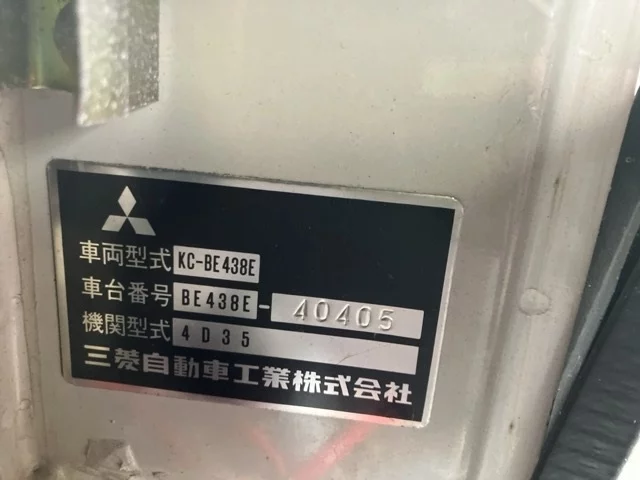 車両型式 KC-BE438E
車台番号 BE438E-40405
機関型式 4D35
三菱自動車工業株式会社